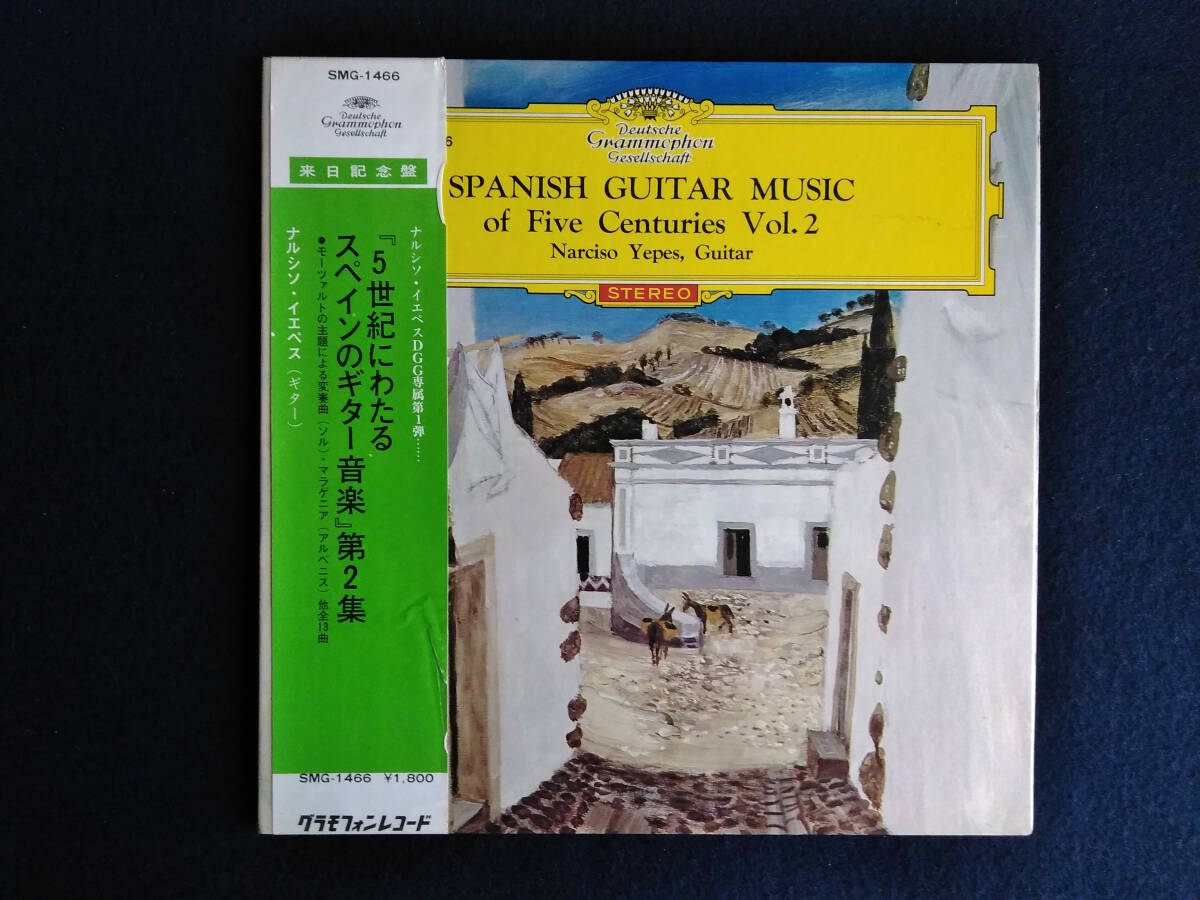 SMG-1466
Deutsche
Grammophon
Gesellschaft
来日記念盤
ナルシソ・イエペスDGG専属第1弾……
『5世紀にわたる
スペインのギター音楽』第2集
●モーツァルトの主題による変奏曲(ソル)・マラゲニア(アルベニス) 他全13曲
ナルシソ・イエペス(ギター)
SMG-1466 ¥1,800
グラモフォンレコード
6
Deutsche
Grammophon
Gesellschaft
SPANISH GUITAR MUSIC
of Five Centuries Vol. 2
Narciso Yepes, Guitar
STEREO